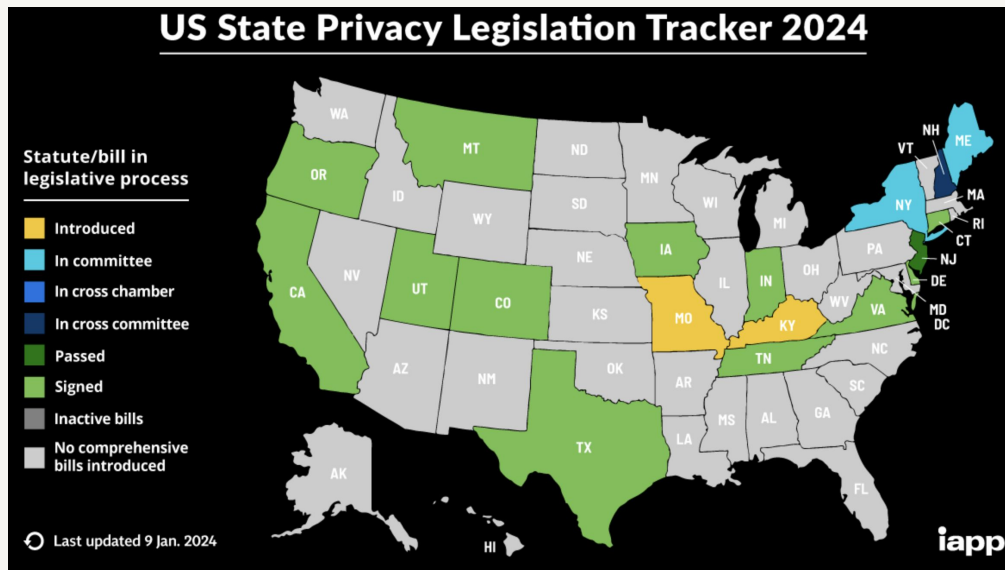 US State Privacy Legislation Tracker 2024
Statute/bill in
legislative process
Introduced
In committee
In cross chamber
In cross committee
Passed
Signed
Inactive bills
No comprehensive
bills introduced
WA
MT
ND
MN
OR
ID
WY
SD
WI
MI
VT
NH
ME
NY
MA
RI
CT
NJ
PA
DE
MD
DC
CA
NV
UT
CO
NE
IA
IL
IN
OH
WV
VA
KS
MO
KY
AZ
NM
OK
AR
TN
NC
SC
TX
LA
MS
AL
GA
FL
AK
HI
Last updated 9 Jan. 2024
iapp